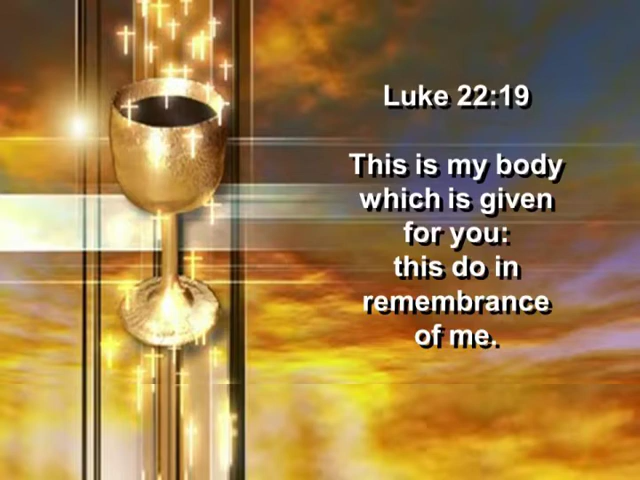 Luke 22:19
This is my body
which is given
for you:
this do in
remembrance
of me.